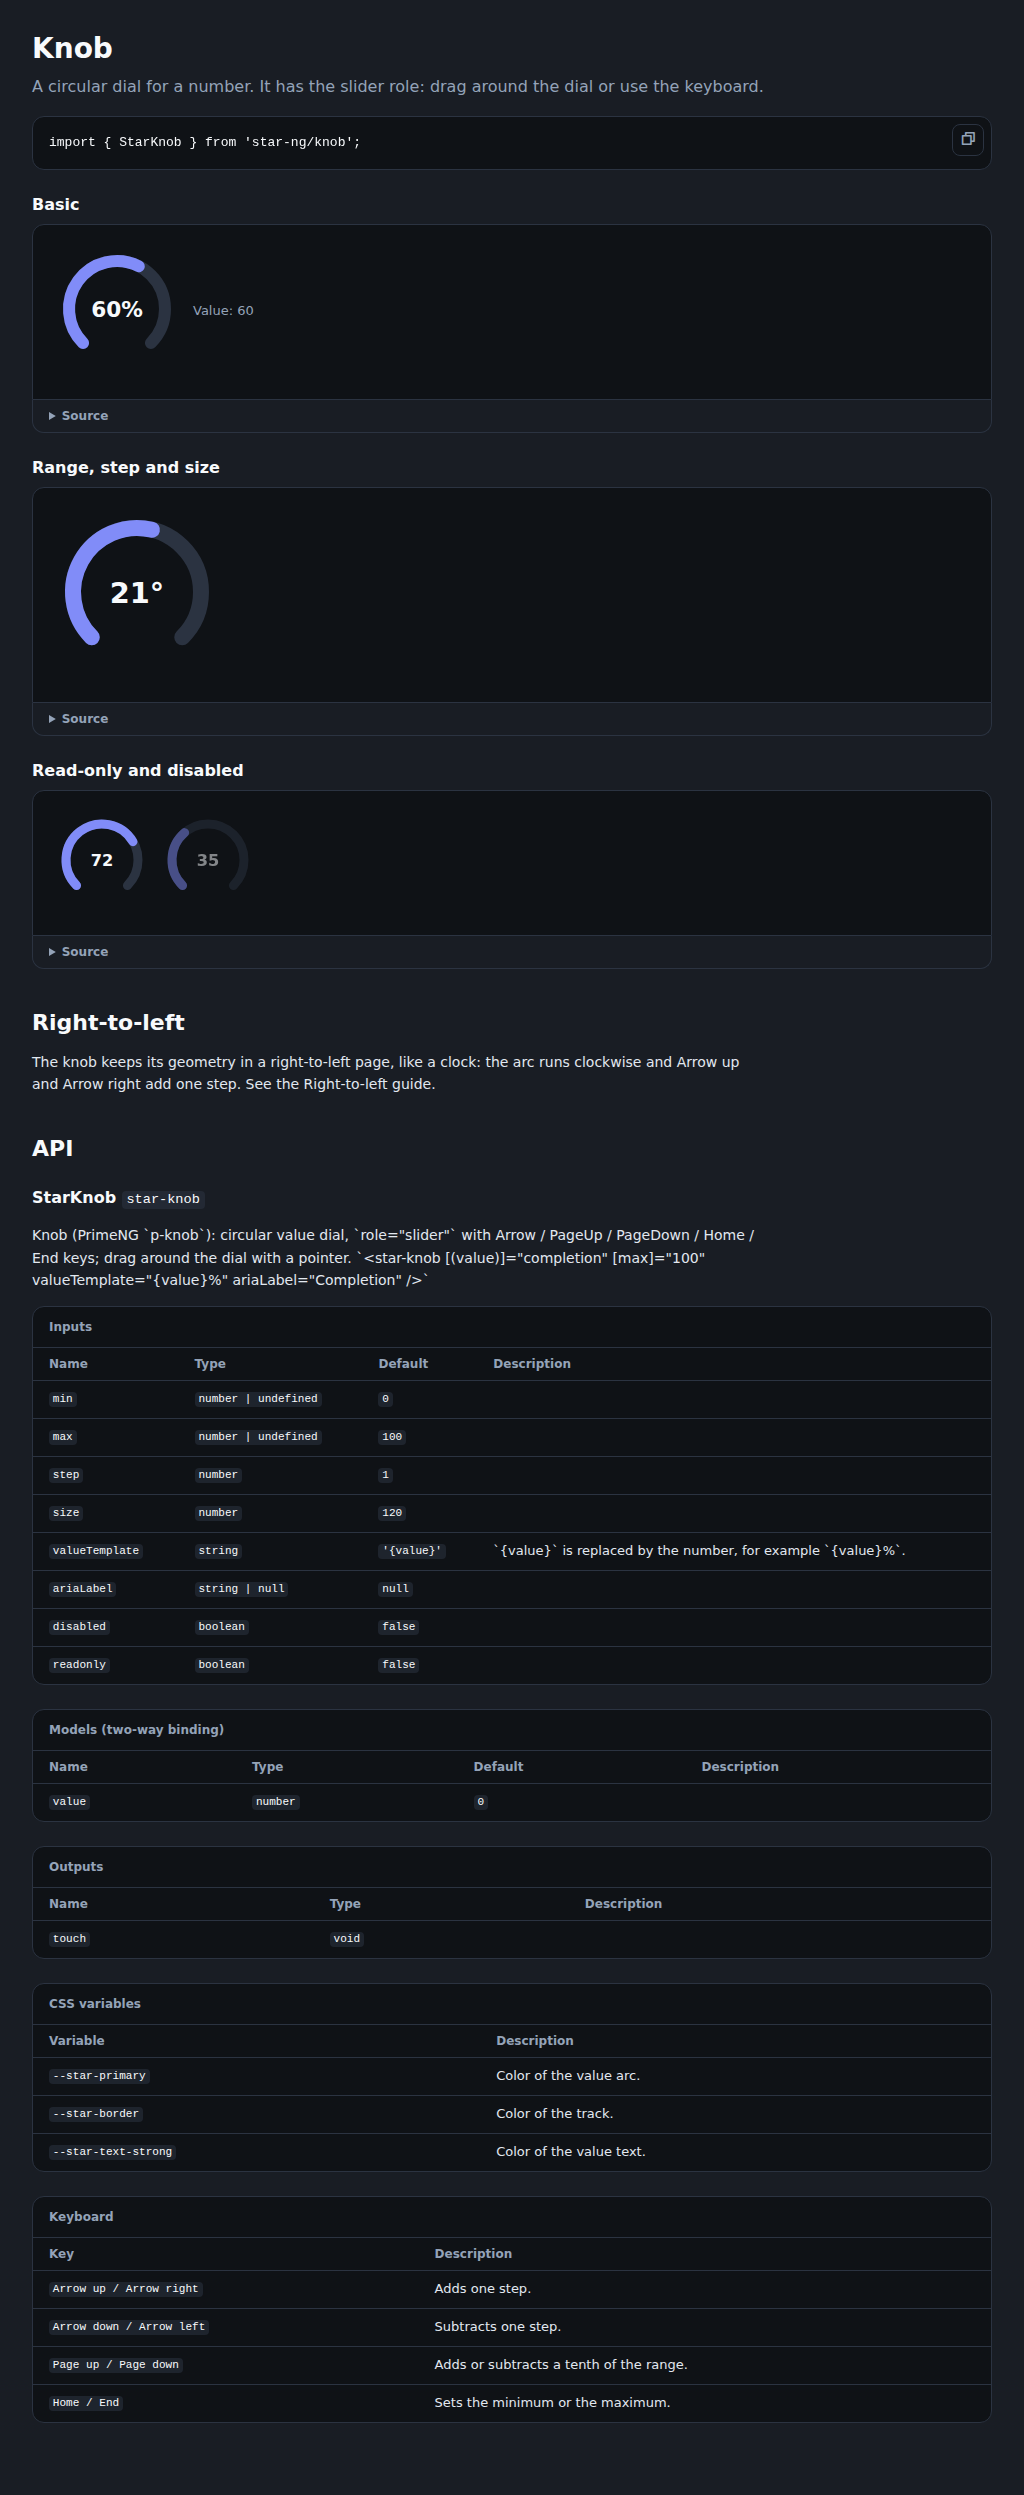 Knob
A circular dial for a number. It has the slider role: drag around the dial or use the keyboard.
import { StarKnob } from 'star-ng/knob';
Basic
60%
Value: 60
Source
Range, step and size
21°
Source
Read-only and disabled
72
35
Source
Right-to-left
The knob keeps its geometry in a right-to-left page, like a clock: the arc runs clockwise and Arrow up
and Arrow right add one step. See the Right-to-left guide.
API
StarKnob star-knob
Knob (PrimeNG `p-knob`): circular value dial, `role="slider"` with Arrow / PageUp / PageDown / Home /
End keys; drag around the dial with a pointer. `<star-knob [(value)]="completion" [max]="100"
valueTemplate="{value}%" ariaLabel="Completion" />`
Inputs
Name Type Default Description
min number | undefined 0
max number | undefined 100
step number 1
size number 120
valueTemplate string '{value}' `{value}` is replaced by the number, for example `{value}%`.
ariaLabel string | null null
disabled boolean false
readonly boolean false
Models (two-way binding)
Name Type Default Description
value number 0
Outputs
Name Type Description
touch void
CSS variables
Variable Description
--star-primary Color of the value arc.
--star-border Color of the track.
--star-text-strong Color of the value text.
Keyboard
Key Description
Arrow up / Arrow right Adds one step.
Arrow down / Arrow left Subtracts one step.
Page up / Page down Adds or subtracts a tenth of the range.
Home / End Sets the minimum or the maximum.